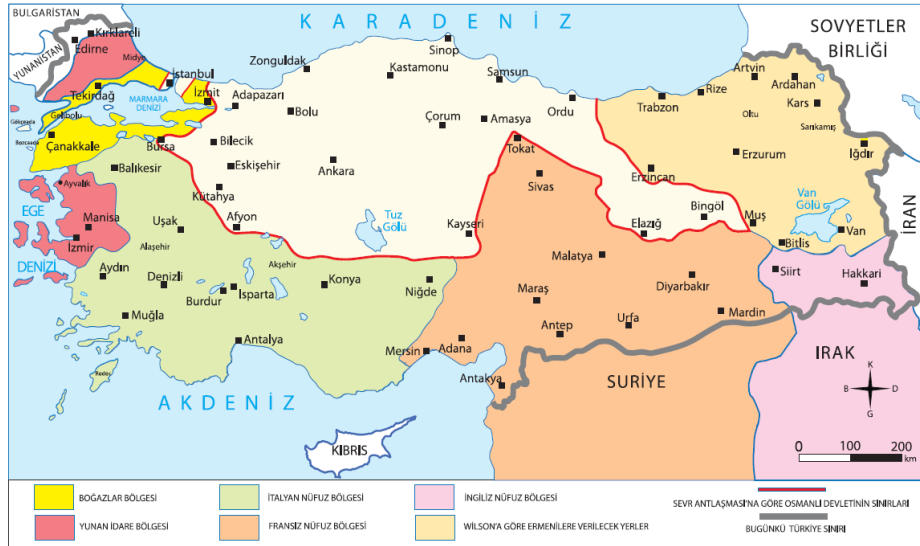 BULGARİSTAN
YUNANİSTAN
KARADENİZ
SOVYETLER
BİRLİĞİ
Kırklareli
Edirne
Midye
İstanbul
Tekirdağ
MARMARA
DENİZİ
İzmit
Gelibolu
Gökçeada
Bozcaada
Çanakkale
Bursa
Adapazarı
Zonguldak
Bolu
Kastamonu
Sinop
Samsun
Çorum
Amasya
Ordu
Trabzon
Rize
Artvin
Ardahan
Kars
Oltu
Sarıkamış
Iğdır
Erzurum
Erzincan
Tokat
Sivas
Bilecik
Eskişehir
Ankara
Kütahya
Afyon
Balıkesir
Ayvalık
EGE
DENİZİ
Manisa
İzmir
Uşak
Alaşehir
Aydın
Denizli
Burdur
Isparta
Akşehir
Konya
Tuz
Gölü
Kayseri
Niğde
Muğla
Antalya
Rodos
Mersin
Adana
Antakya
Maraş
Antep
Urfa
Malatya
Elazığ
Bingöl
Muş
Van
Gölü
Van
Bitlis
Siirt
Hakkari
Diyarbakır
Mardin
İRAN
IRAK
SURİYE
AKDENİZ
KIBRIS
K
B
D
G
0 100 200
km
BOĞAZLAR BÖLGESİ
İTALYAN NÜFUZ BÖLGESİ
İNGİLİZ NÜFUZ BÖLGESİ
SEVR ANTLAŞMASI'NA GÖRE OSMANLI DEVLETİNİN SINIRLARI
YUNAN İDARE BÖLGESİ
FRANSIZ NÜFUZ BÖLGESİ
WİLSON'A GÖRE ERMENİLERE VERİLECEK YERLER
BUGÜNKÜ TÜRKİYE SINIRI